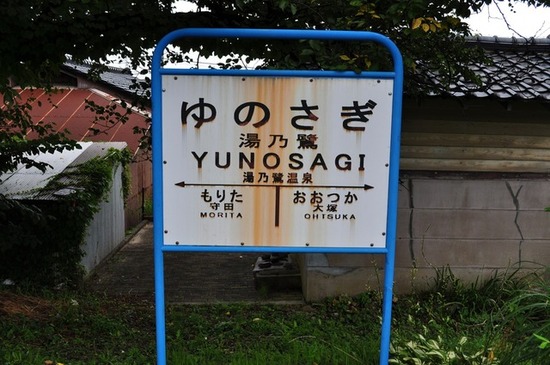 ゆのさぎ
湯乃鷺
YUNOSAGI
湯乃鷺温泉
もりた おおつか
守田 大塚
MORITA OHTSUKA